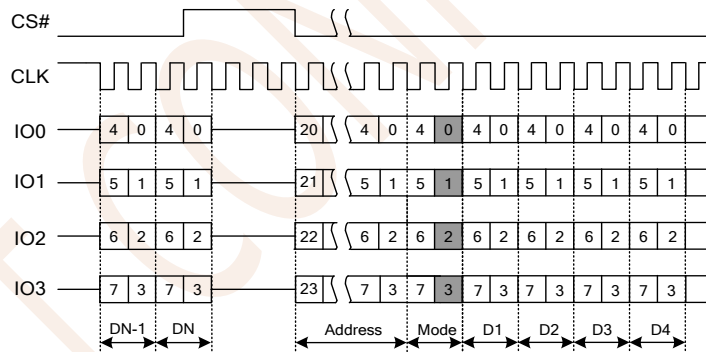 CS#
CLK
IO0 4 0 4 0 20 4 0 4 0 4 0 4 0 4 0 4 0
IO1 5 1 5 1 21 5 1 5 1 5 1 5 1 5 1 5 1
IO2 6 2 6 2 22 6 2 6 2 6 2 6 2 6 2 6 2
IO3 7 3 7 3 23 7 3 7 3 7 3 7 3 7 3 7 3
DN-1 DN Address Mode D1 D2 D3 D4